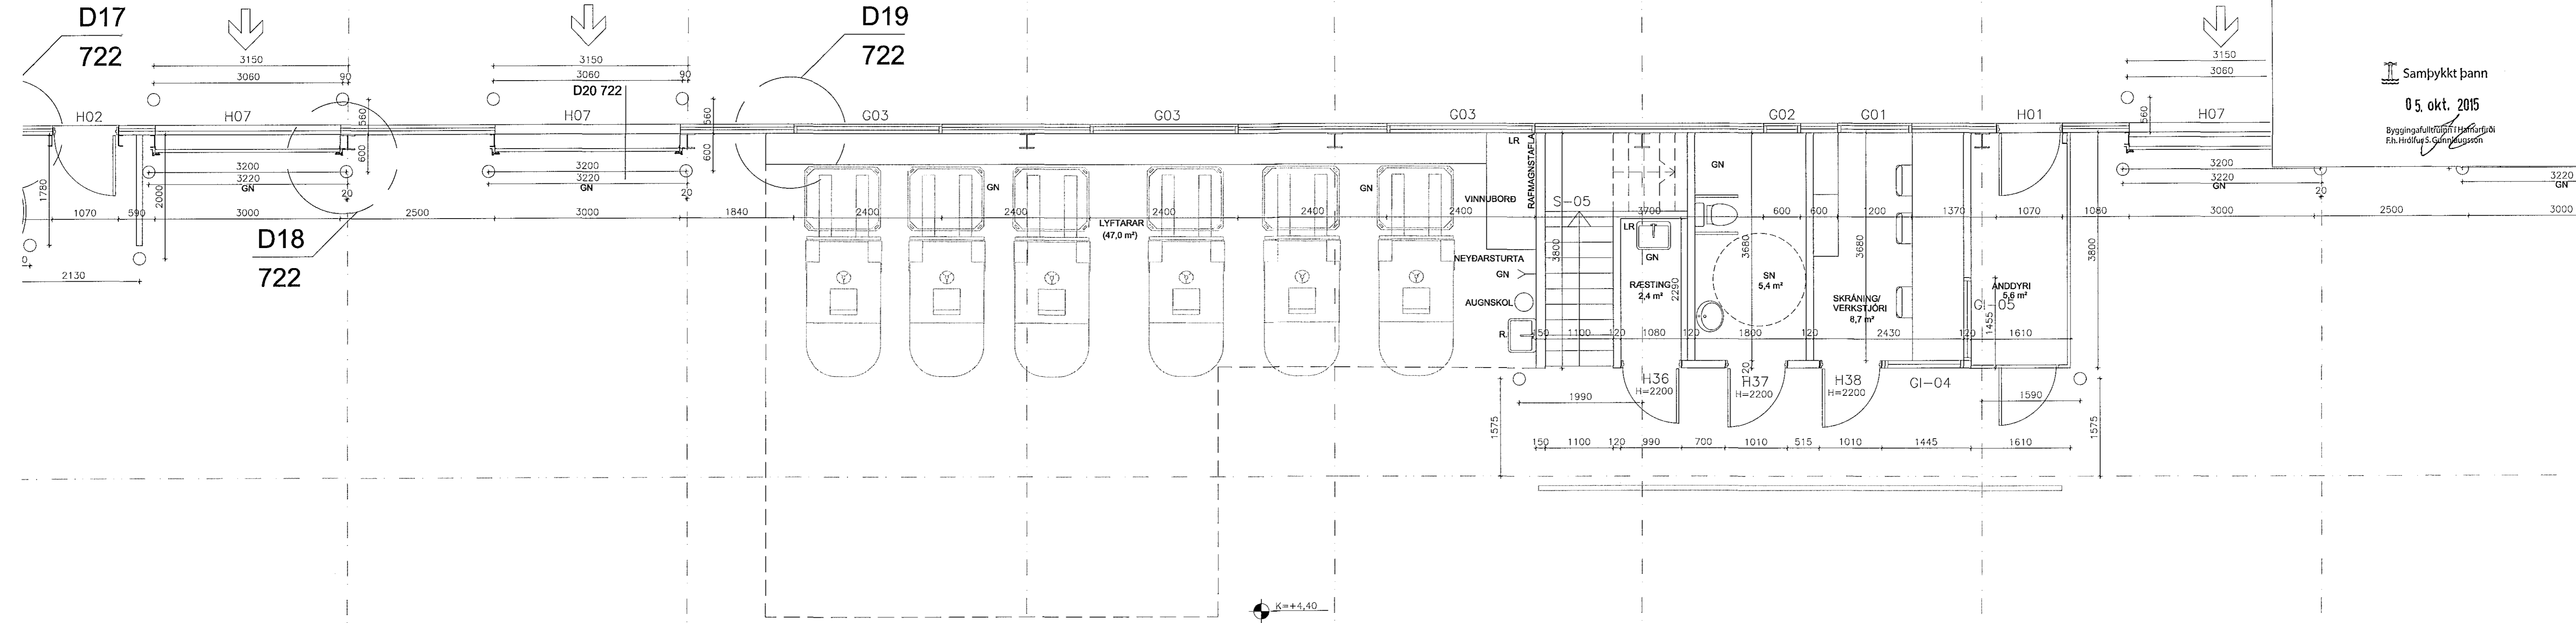 D17
722
D19
722
3150
3060
90
3150
3060
90
D20 722
3150
3060
Samþykkt þann
05. okt. 2015
Byggingafulltrúinn í Hafnarfirði
F.h. Hrólfur S. Gunnlaugsson
H02
H07
560
H07
560
G03
G03
G03
G02
G01
H01
560
H07
600
600
LR
RAFMAGNSTAFLA
3200
3220
GN
20
3200
3220
GN
20
GN
GN
GN
3200
3220
GN
20
3220
GN
1780
2000
VINNUBORÐ
S-05
1070
590
3000
2500
3000
1840
2400
2400
2400
2400
2400
3700
600
600
1200
1370
1070
1080
3000
2500
3000
D18
722
LYFTARAR
(47,0 m²)
LR
GN
3800
3680
3680
3800
0
2130
NEYÐARSTURTA
GN
AUGNSKOL
R.
RÆSTING
2,4 m²
2290
SN
5,4 m²
SKRÁNING/
VERKSTJÓRI
8,7 m²
ANDDYRI
5,6 m²
GI-05
1455
150
1100
120
1080
120
1800
120
2430
120
1610
120
H36
H=2200
H37
H=2200
H38
H=2200
GI-04
1990
1590
1575
1575
150
1100
120
990
700
1010
515
1010
1445
1610
K=+4,40